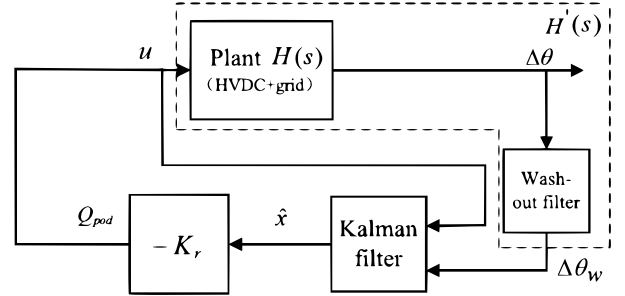 H'(s)
u
Plant H(s)
(HVDC+grid)
Δθ
Wash-
out filter
Q_pod
− K_r
x̂
Kalman
filter
Δθ_W